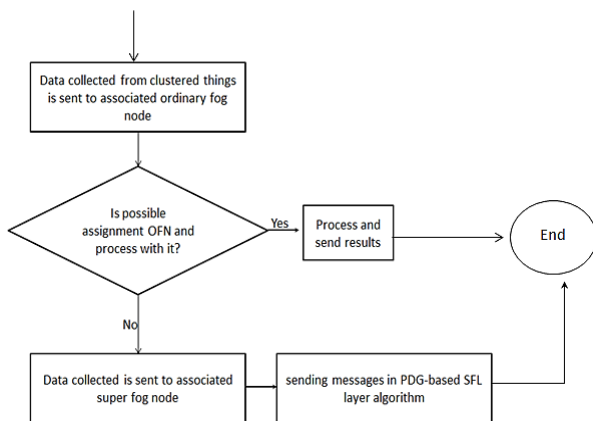 Data collected from clustered things
is sent to associated ordinary fog
node
Is possible
assignment OFN and
process with it?
Yes
Process and
send results
End
No
Data collected is sent to associated
super fog node
sending messages in PDG-based SFL
layer algorithm